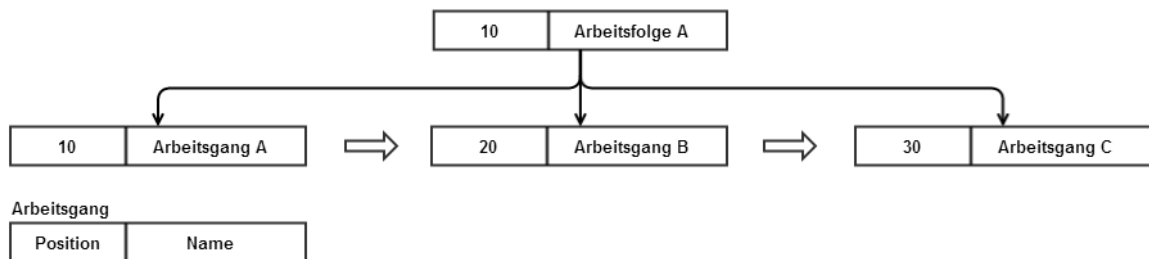 10 Arbeitsfolge A
10 Arbeitsgang A 20 Arbeitsgang B 30 Arbeitsgang C
Arbeitsgang
Position Name